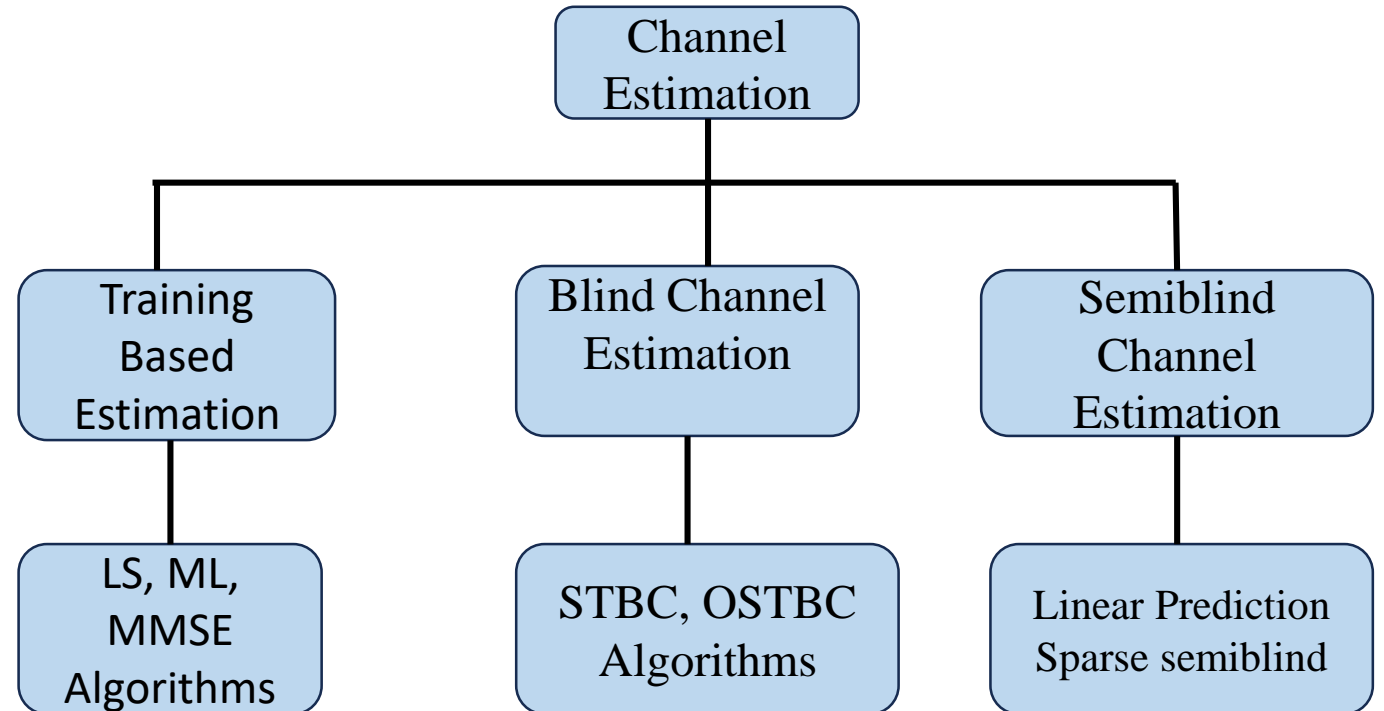 Channel
Estimation
Training
Based
Estimation
Blind Channel
Estimation
Semiblind
Channel
Estimation
LS, ML,
MMSE
Algorithms
STBC, OSTBC
Algorithms
Linear Prediction
Sparse semiblind